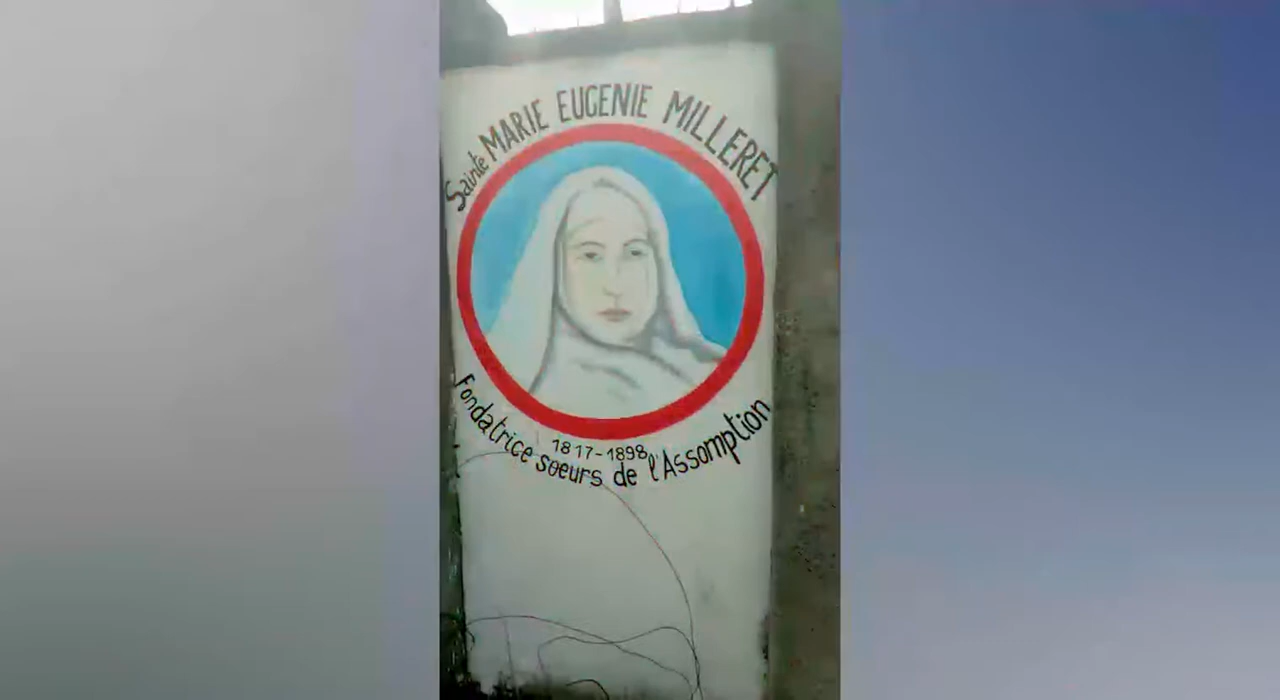 Sainte MARIE EUGENIE MILLERET
1817-1898
Fondatrice soeurs de l'Assomption